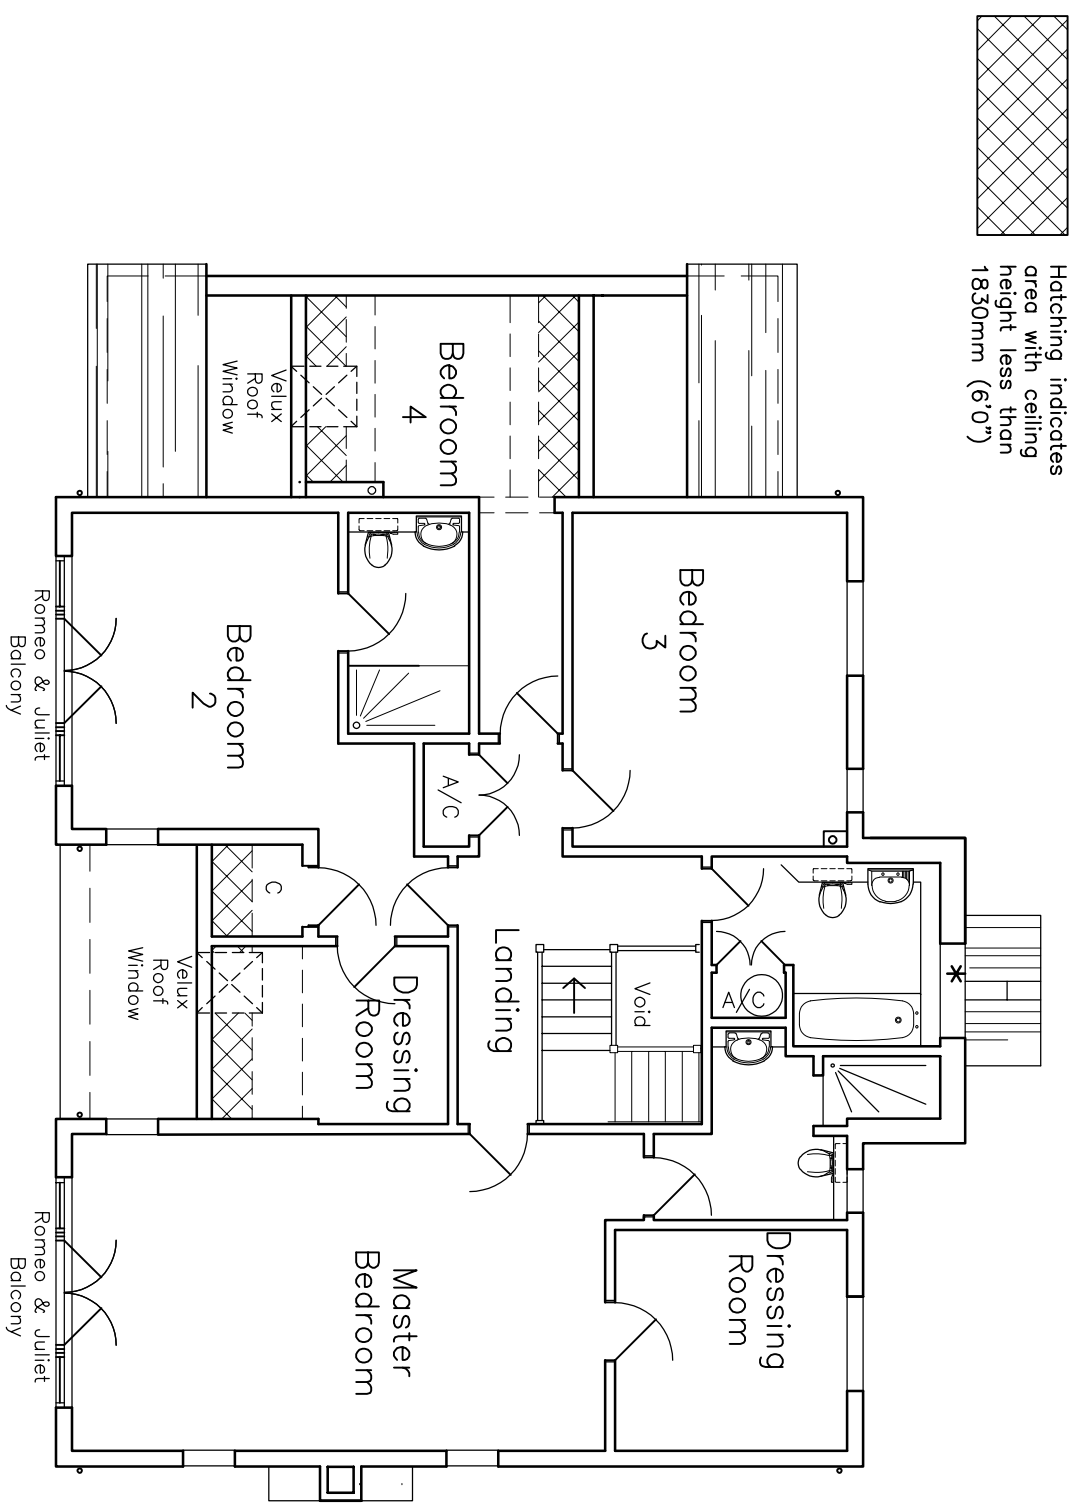 Hatching indicates
area with ceiling
height less than
1830mm (6'0")
Bedroom
4
Velux
Roof
Window
Bedroom
3
Bedroom
2
Romeo & Juliet
Balcony
A/C
C
Velux
Roof
Window
Dressing
Room
Landing
Void
A/C
*
Master
Bedroom
Dressing
Room
Romeo & Juliet
Balcony